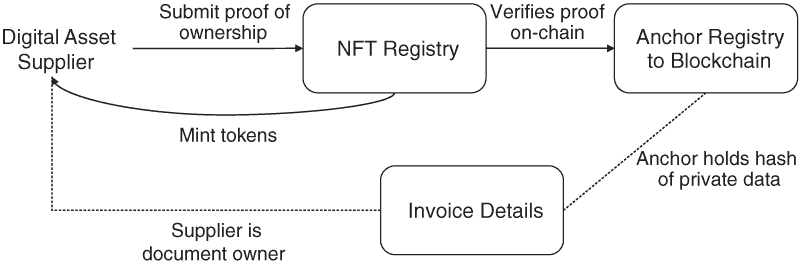 Submit proof of
ownership
Verifies proof
on-chain
Digital Asset
Supplier
NFT Registry
Anchor Registry
to Blockchain
Mint tokens
Anchor holds hash
of private data
Invoice Details
Supplier is
document owner